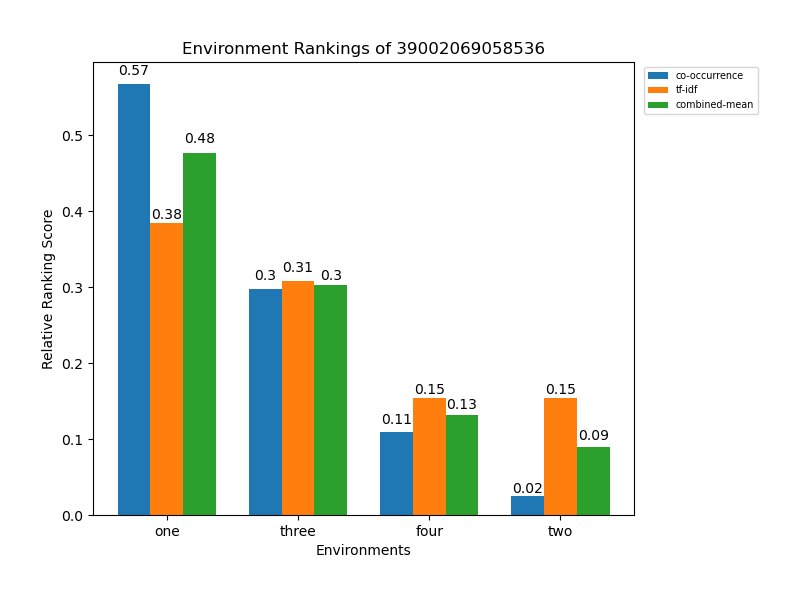 Environment Rankings of 39002069058536
co-occurrence
tf-idf
combined-mean
Relative Ranking Score
0.5
0.4
0.3
0.2
0.1
0.0
0.57
0.38
0.48
0.3
0.31
0.3
0.11
0.15
0.13
0.02
0.15
0.09
one three four two
Environments